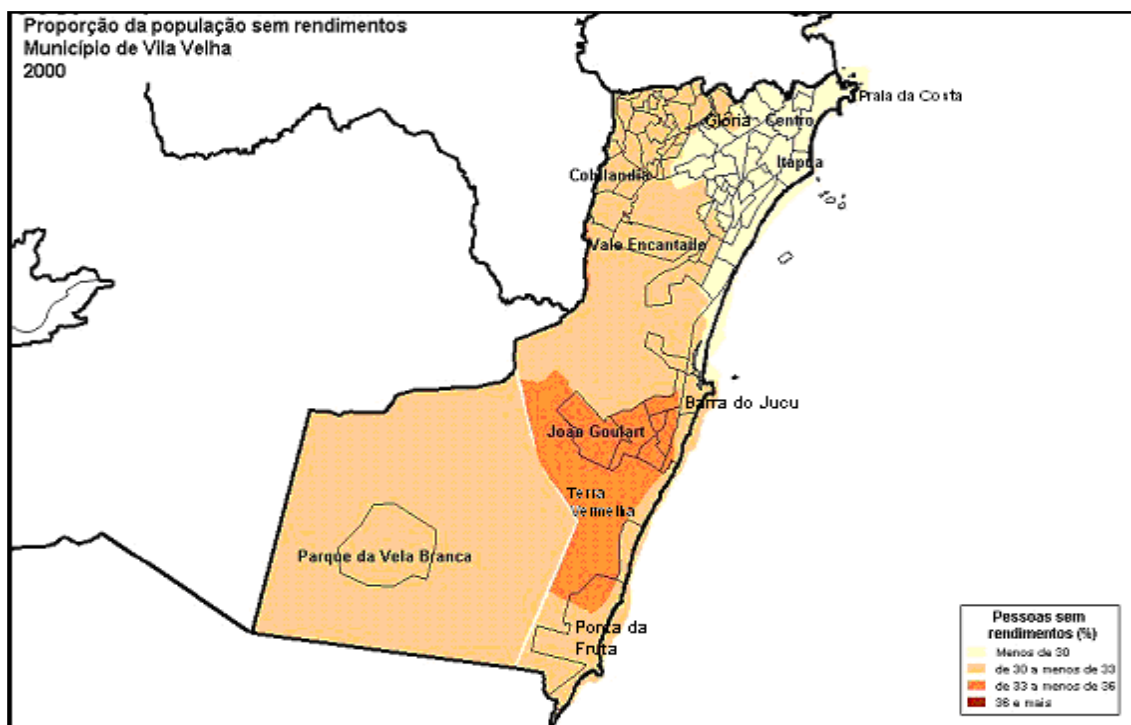 Proporção da população sem rendimentos
Município de Vila Velha
2000
Praia da Costa
Glória
Centro
Itapoa
Cobilandia
Vale Encantado
Barra do Jucu
João Goulart
Terra
Vermelha
Parque da Vela Branca
Ponta da
Fruta
Pessoas sem
rendimentos (%)
Menos de 30
de 30 a menos de 33
de 33 a menos de 36
36 e mais